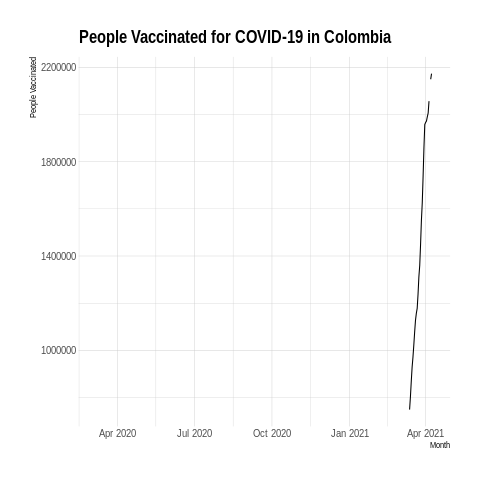 People Vaccinated for COVID-19 in Colombia
People Vaccinated
2200000
1800000
1400000
1000000
Apr 2020 Jul 2020 Oct 2020 Jan 2021 Apr 2021
Month